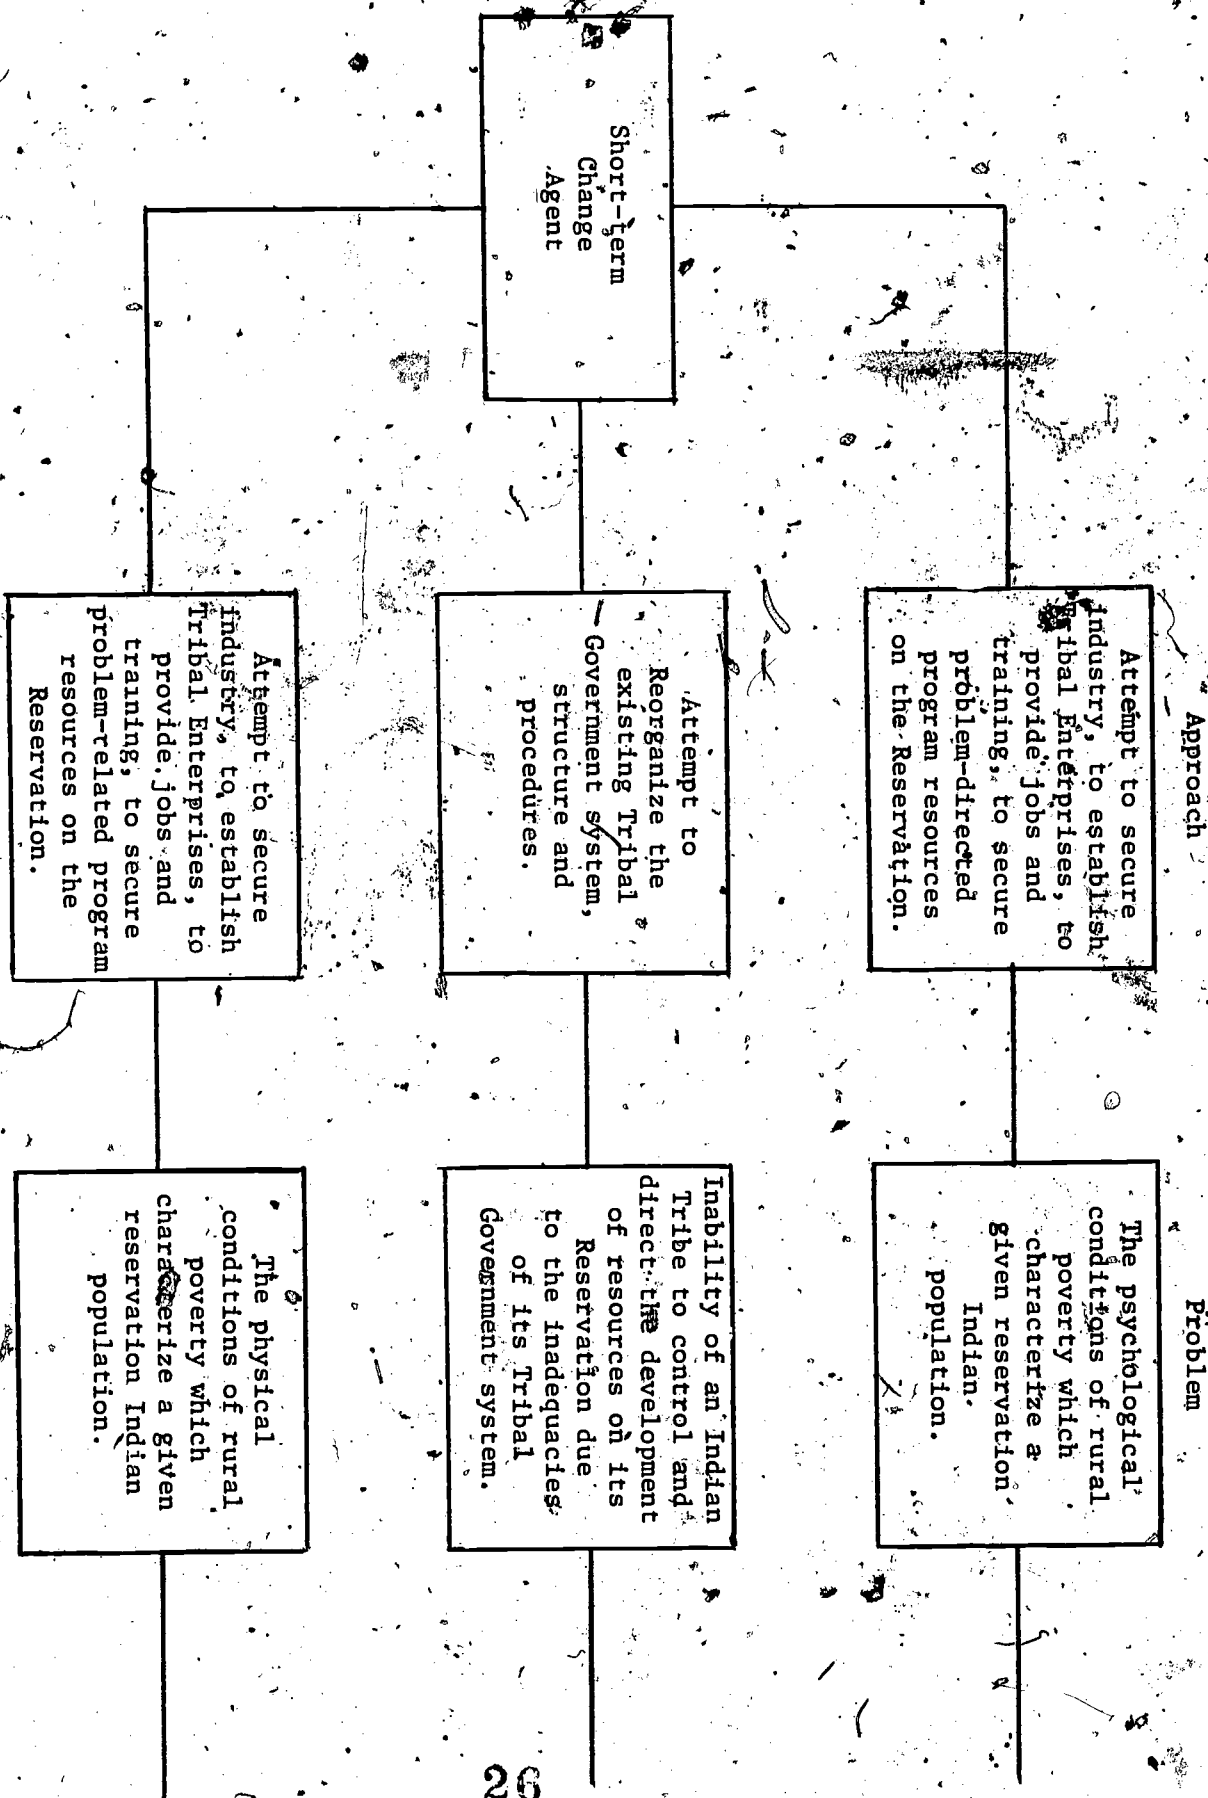 Approach
Problem
Short-term
Change
Agent
Attempt to secure
industry, to establish
Tribal Enterprises, to
provide jobs and
training, to secure
problem-directed
program resources
on the Reservation.
The psychological
conditions of rural
poverty which
characterize a
given reservation
Indian
population.
Attempt to
Reorganize the
existing Tribal
Government system,
structure and
procedures.
Inability of an Indian
Tribe to control and
direct the development
of resources on its
Reservation due
to the inadequacies
of its Tribal
Government system.
Attempt to secure
industry, to establish
Tribal Enterprises, to
provide jobs and
training, to secure
problem-related program
resources on the
Reservation.
The physical
conditions of rural
poverty which
characterize a given
reservation Indian
population.
26